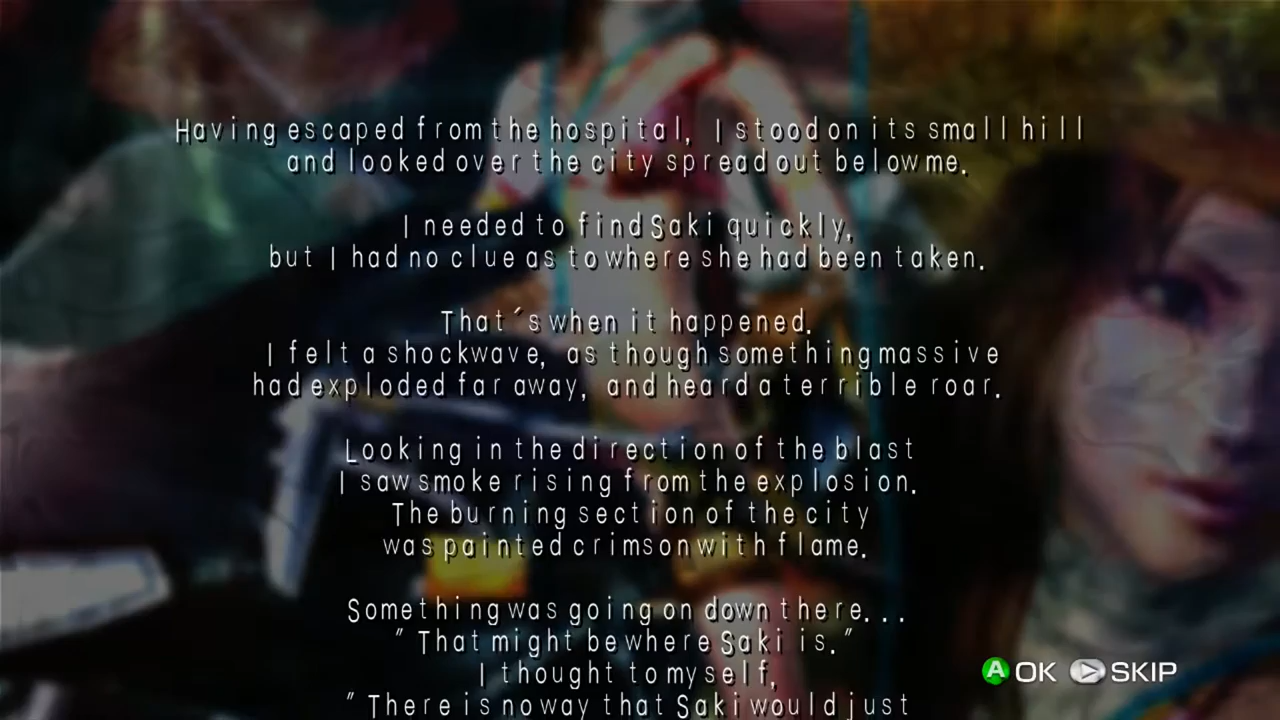 Having escaped from the hospital, I stood on its small hill
and looked over the city spread out below me.
I needed to find Saki quickly,
but I had no clue as to where she had been taken.
That´s when it happened.
I felt a shockwave, as though something massive
had exploded far away, and heard a terrible roar.
Looking in the direction of the blast
I saw smoke rising from the explosion.
The burning section of the city
was painted crimson with flame.
Something was going on down there...
"That might be where Saki is."
I thought to myself,
"There is no way that Saki would just
A OK SKIP